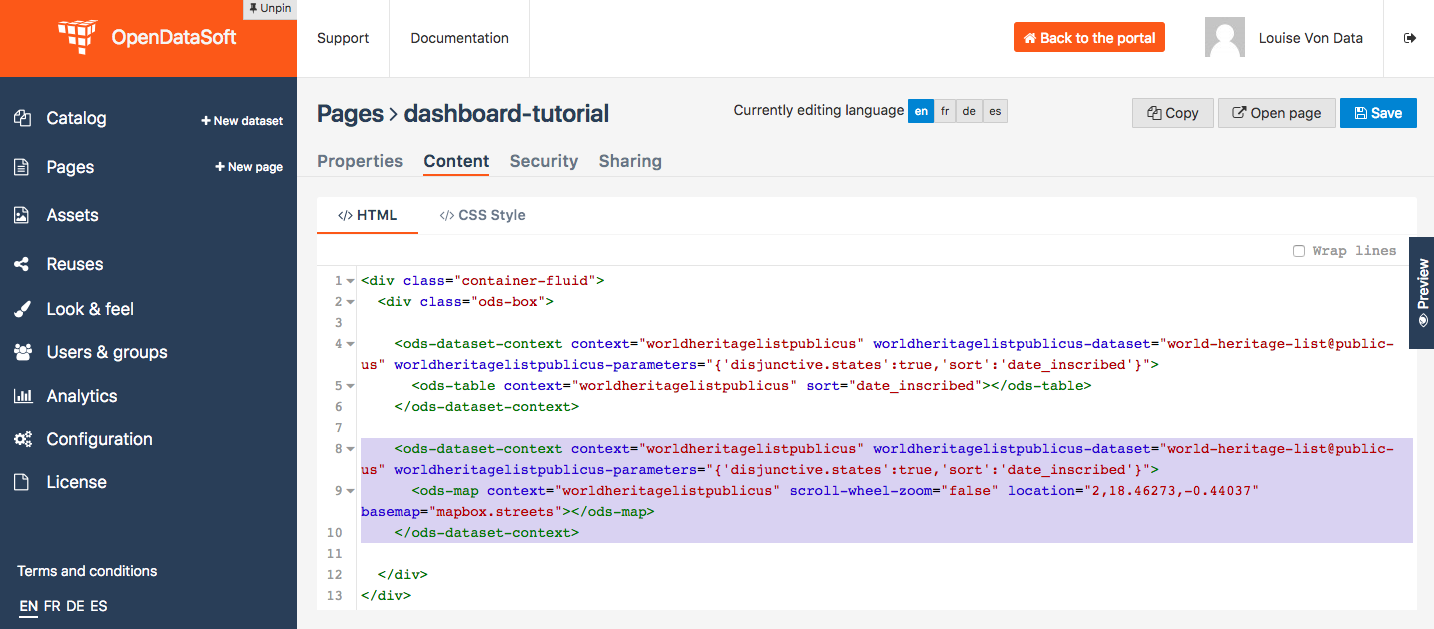 Unpin
OpenDataSoft
Support
Documentation
Back to the portal
Louise Von Data
Catalog
+ New dataset
Pages
+ New page
Assets
Reuses
Look & feel
Users & groups
Analytics
Configuration
License
Terms and conditions
EN FR DE ES
Pages > dashboard-tutorial
Currently editing language en fr de es
Copy
Open page
Save
Properties Content Security Sharing
</> HTML
</> CSS Style
Wrap lines
Preview
1 <div class="container-fluid">
2 <div class="ods-box">
3
4 <ods-dataset-context context="worldheritagelistpublicus" worldheritagelistpublicus-dataset="world-heritage-list@public-
us" worldheritagelistpublicus-parameters="{'disjunctive.states':true,'sort':'date_inscribed'}">
5 <ods-table context="worldheritagelistpublicus" sort="date_inscribed"></ods-table>
6 </ods-dataset-context>
7
8 <ods-dataset-context context="worldheritagelistpublicus" worldheritagelistpublicus-dataset="world-heritage-list@public-
us" worldheritagelistpublicus-parameters="{'disjunctive.states':true,'sort':'date_inscribed'}">
9 <ods-map context="worldheritagelistpublicus" scroll-wheel-zoom="false" location="2,18.46273,-0.44037"
basemap="mapbox.streets"></ods-map>
10 </ods-dataset-context>
11
12 </div>
13 </div>